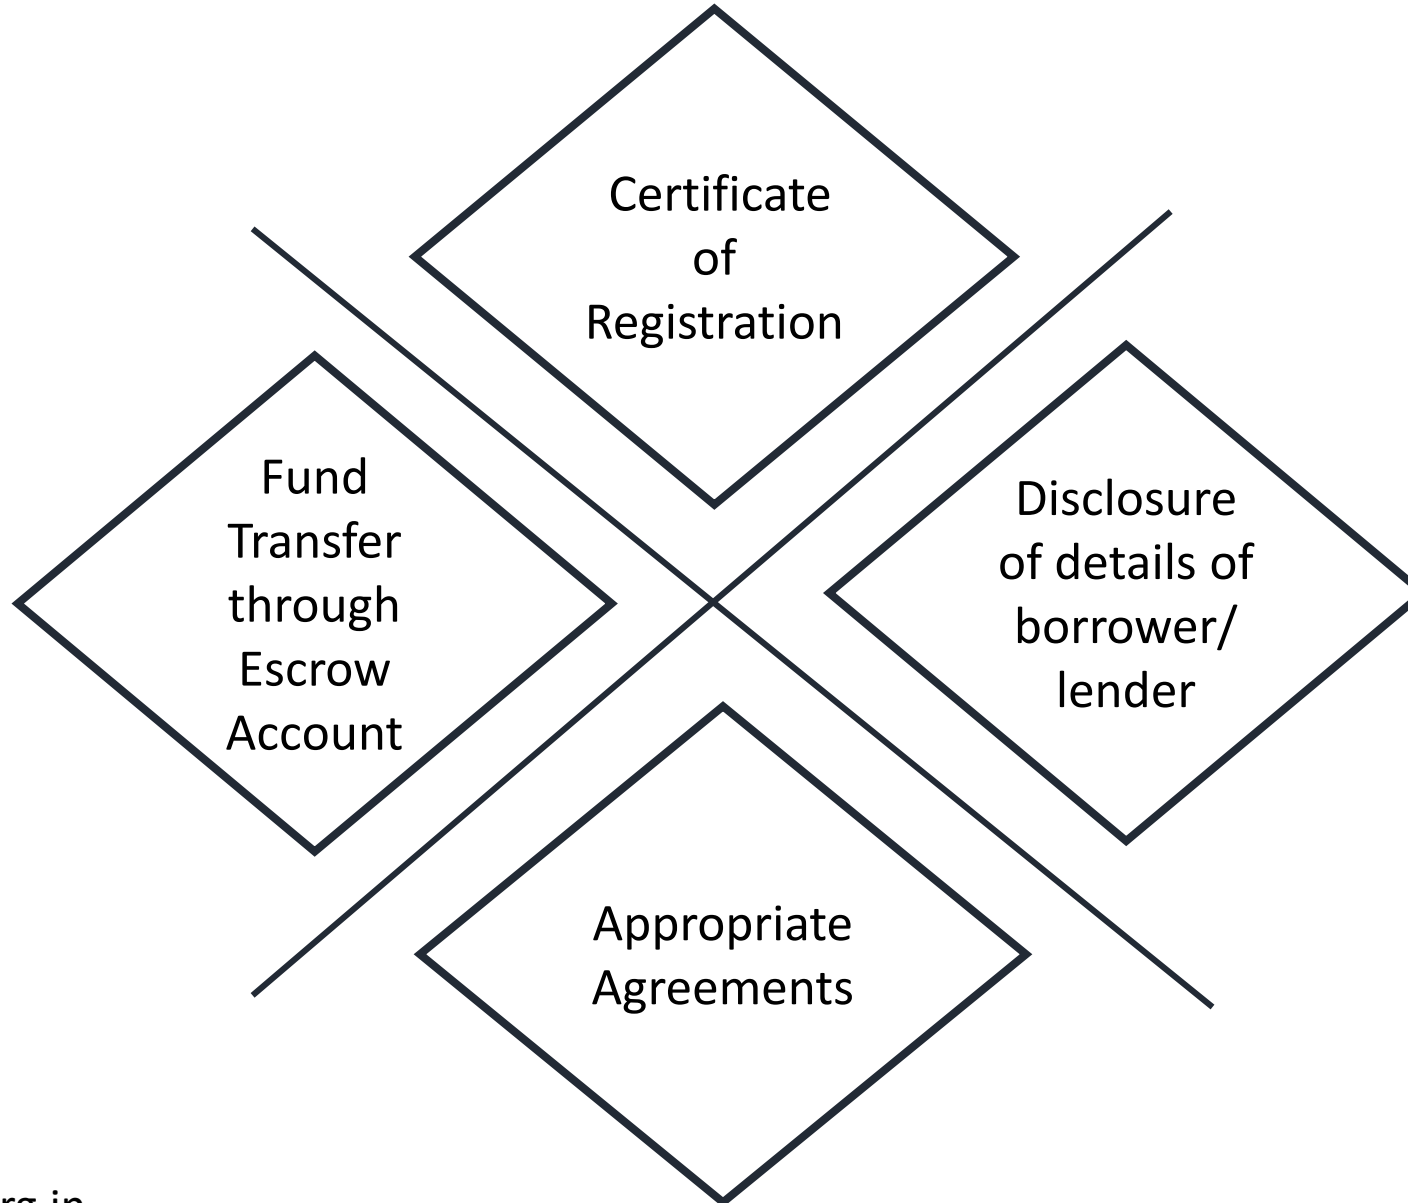 Certificate
of
Registration
Fund
Transfer
through
Escrow
Account
Disclosure
of details of
borrower/
lender
Appropriate
Agreements